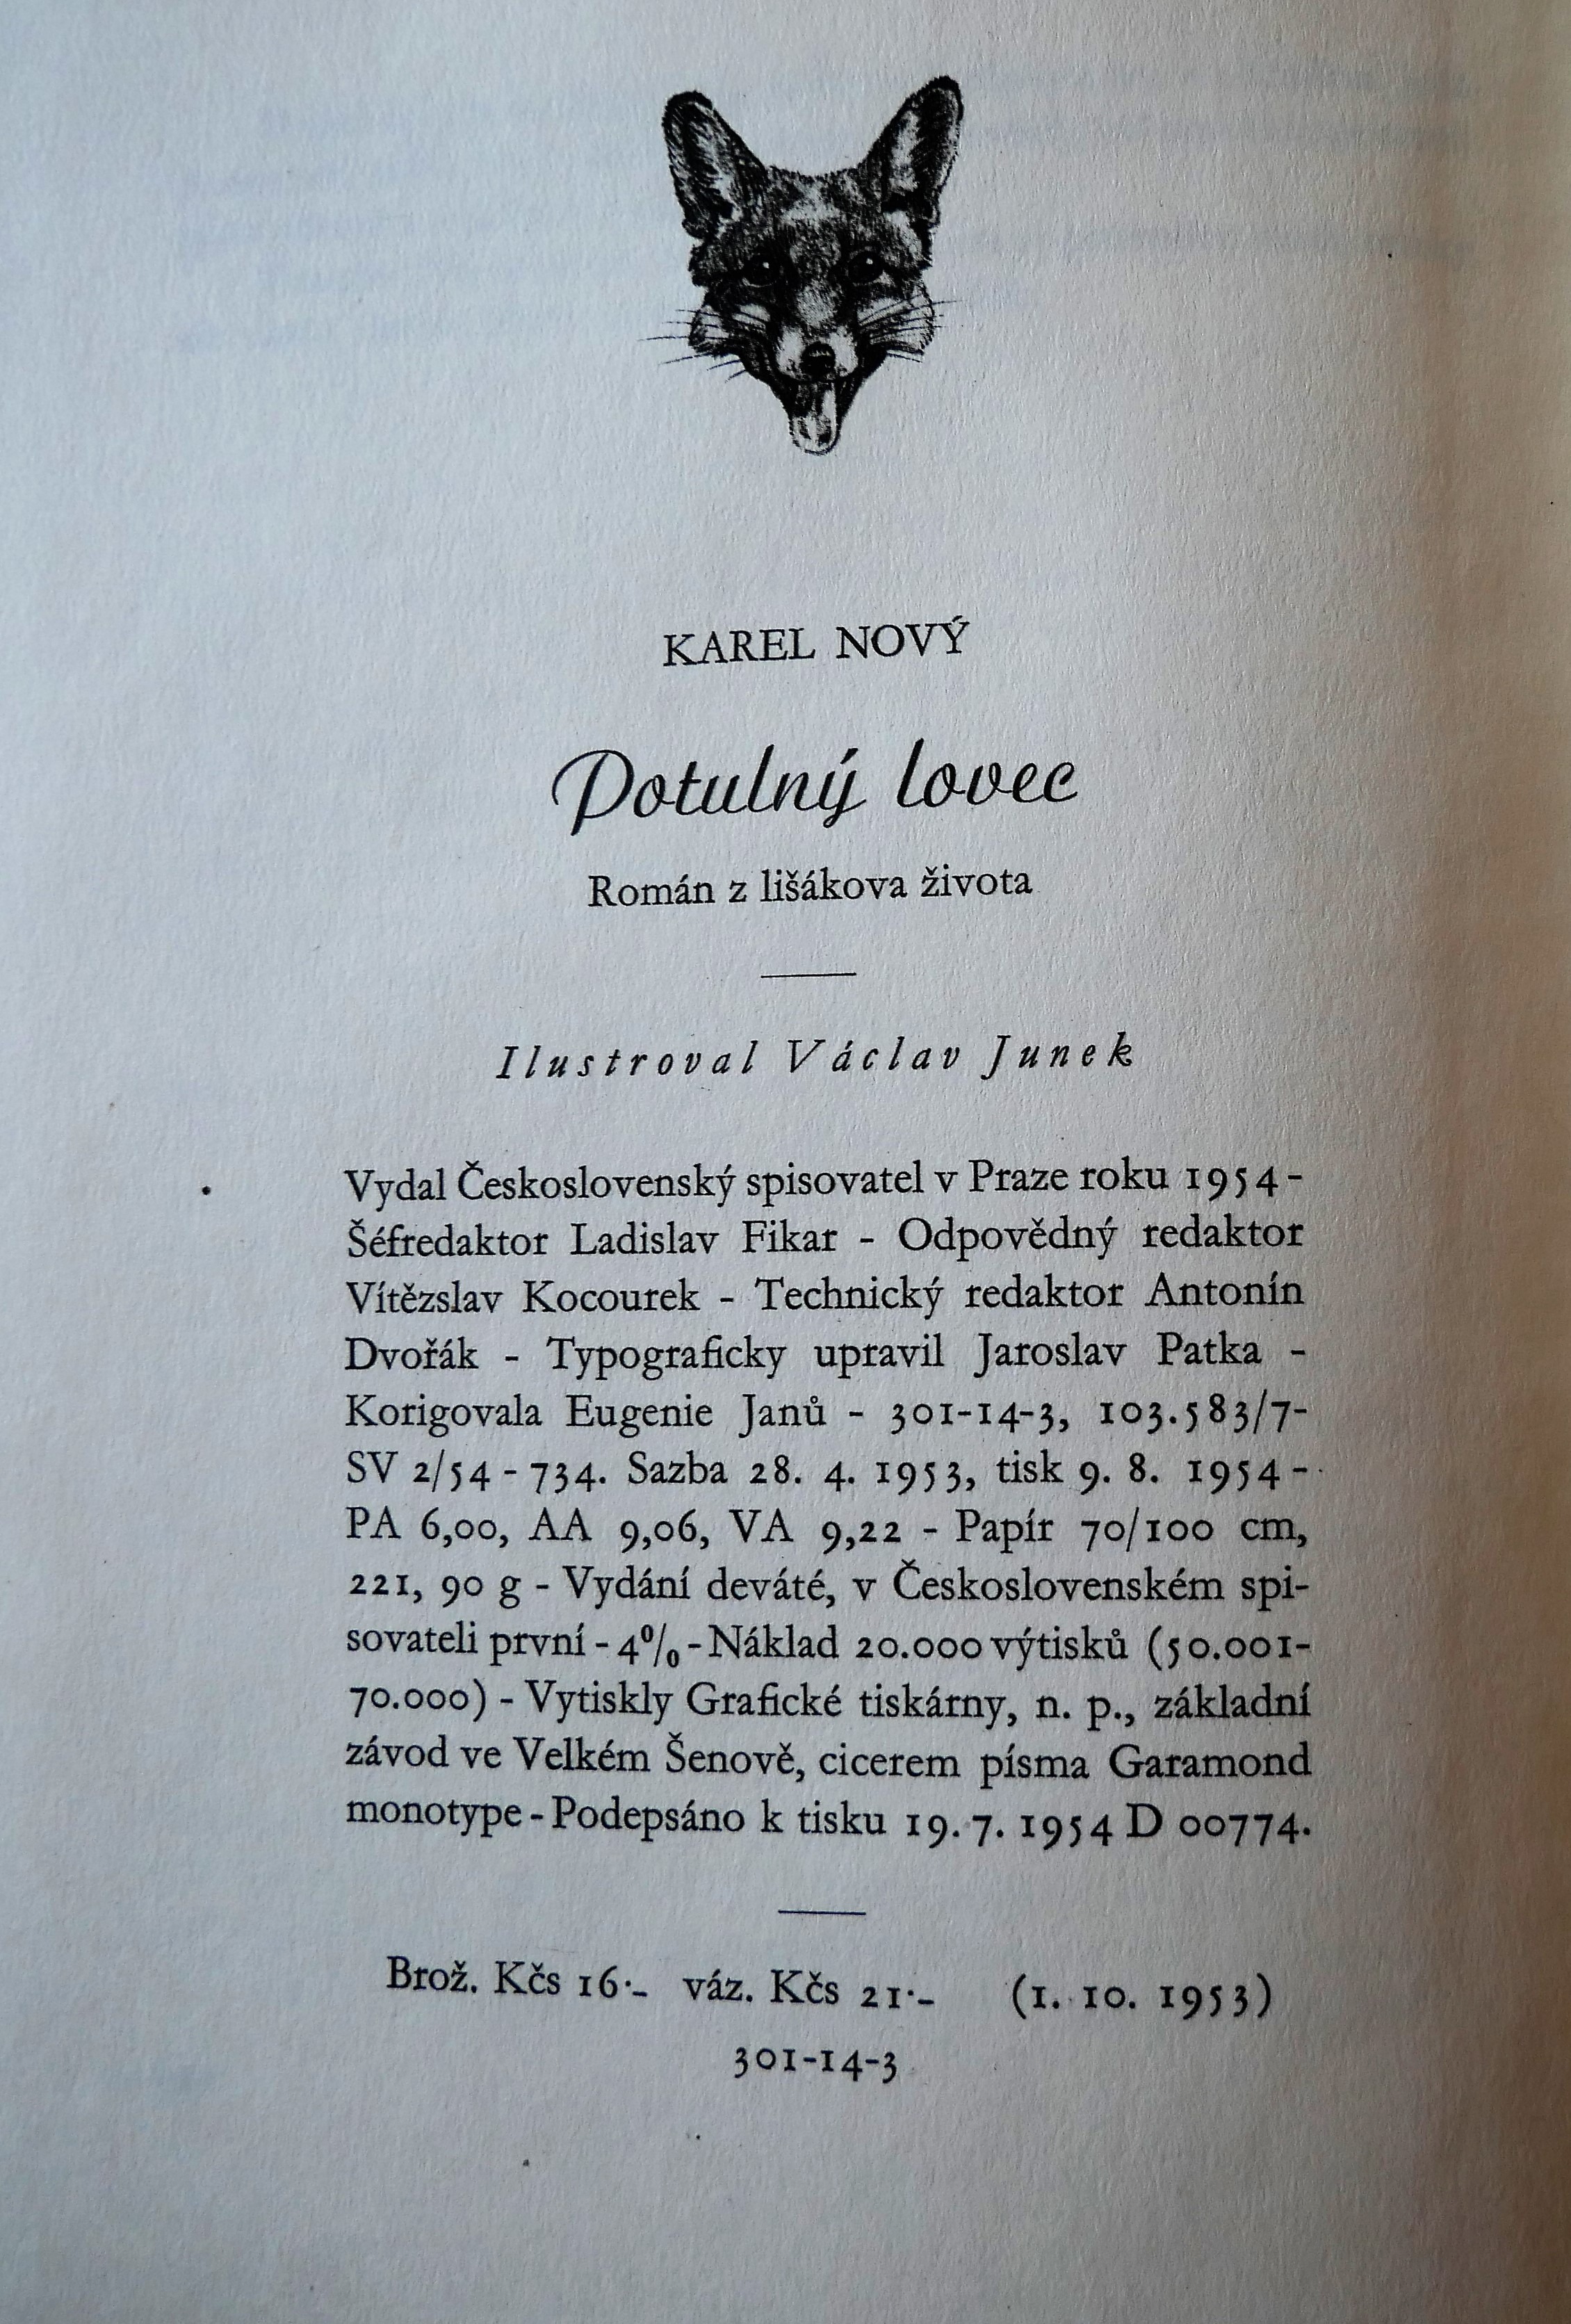 KAREL NOVÝ
Potulný lovec
Román z lišákova života
Ilustroval Václav Junek
Vydal Československý spisovatel v Praze roku 1954 -
Šéfredaktor Ladislav Fikar - Odpovědný redaktor
Vítězslav Kocourek - Technický redaktor Antonín
Dvořák - Typograficky upravil Jaroslav Patka -
Korigovala Eugenie Janů - 301-14-3, 103.583/7-
SV 2/54 - 734. Sazba 28. 4. 1953, tisk 9. 8. 1954 -
PA 6,00, AA 9,06, VA 9,22 - Papír 70/100 cm,
221, 90 g - Vydání deváté, v Československém spi-
sovateli první - 4% - Náklad 20.000 výtisků (50.001-
70.000) - Vytiskly Grafické tiskárny, n. p., základní
závod ve Velkém Šenově, cicerem písma Garamond
monotype - Podepsáno k tisku 19. 7. 1954 D 00774.
Brož. Kčs 16·- váz. Kčs 21·- (1. 10. 1953)
301-14-3